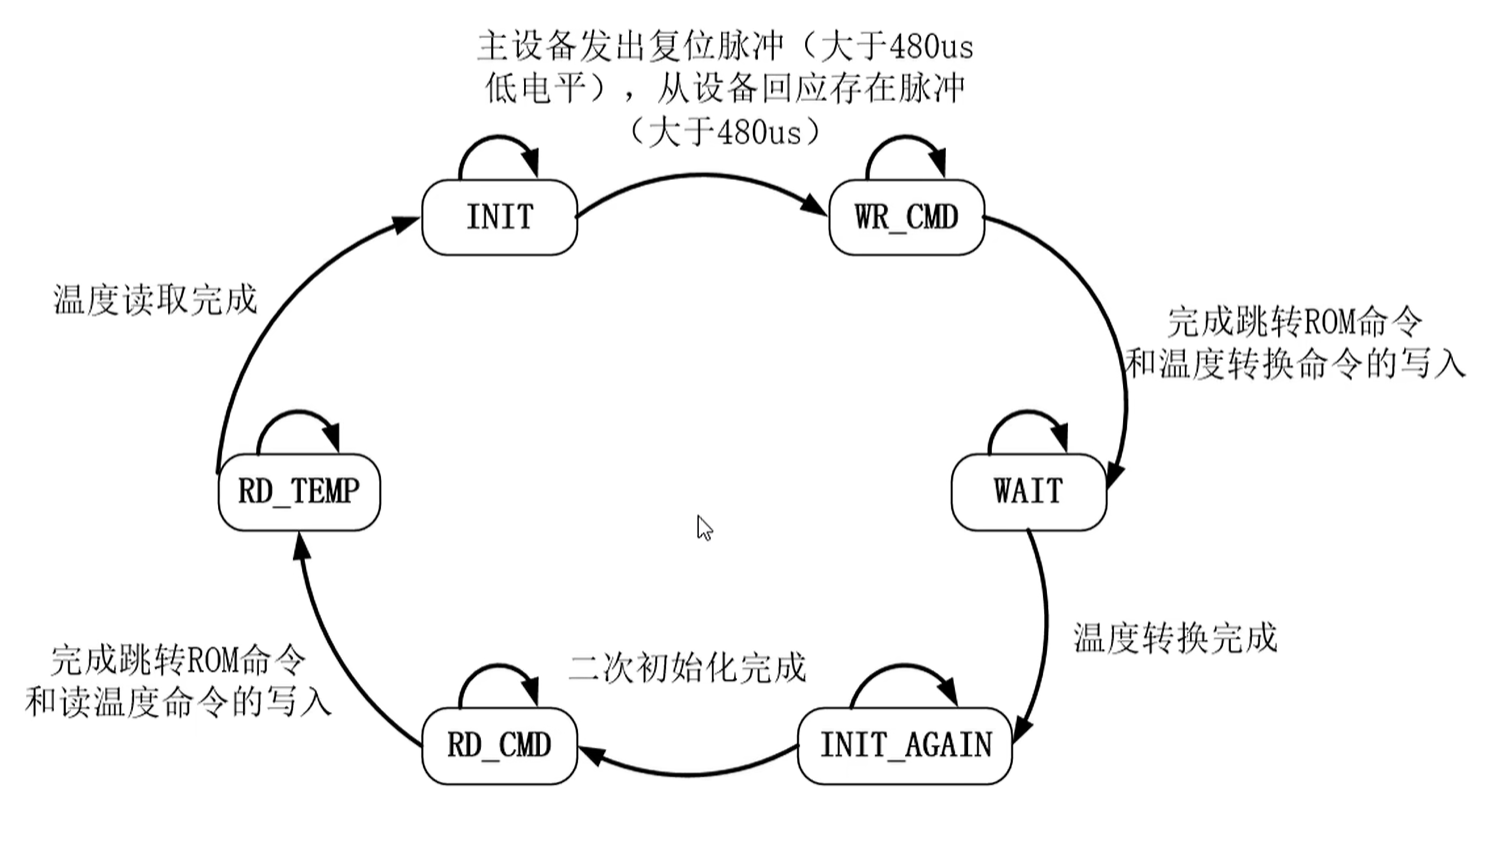 主设备发出复位脉冲（大于480us
低电平），从设备回应存在脉冲
（大于480us）
INIT
WR_CMD
温度读取完成
完成跳转ROM命令
和温度转换命令的写入
RD_TEMP
WAIT
完成跳转ROM命令
和读温度命令的写入
二次初始化完成
温度转换完成
RD_CMD
INIT_AGAIN